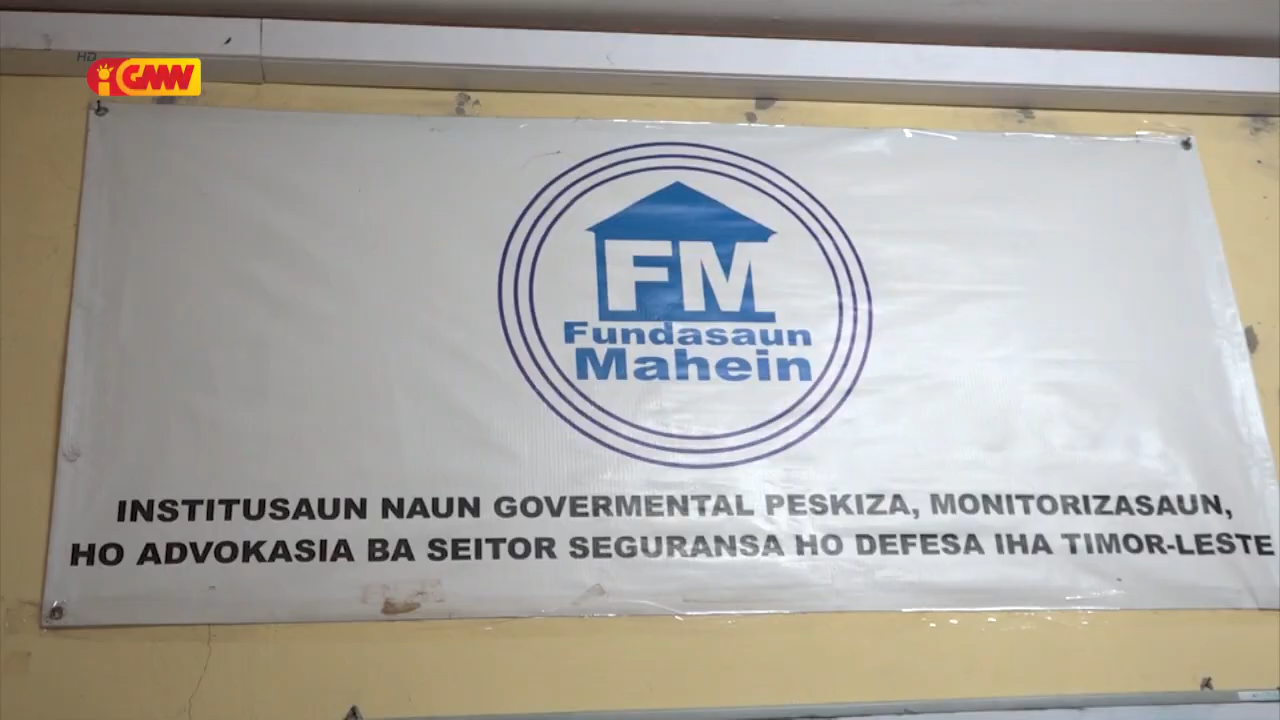 HD
GMN
FM
Fundasaun
Mahein
INSTITUSAUN NAUN GOVERMENTAL PESKIZA, MONITORIZASAUN,
HO ADVOKASIA BA SEITOR SEGURANSA HO DEFESA IHA TIMOR-LESTE